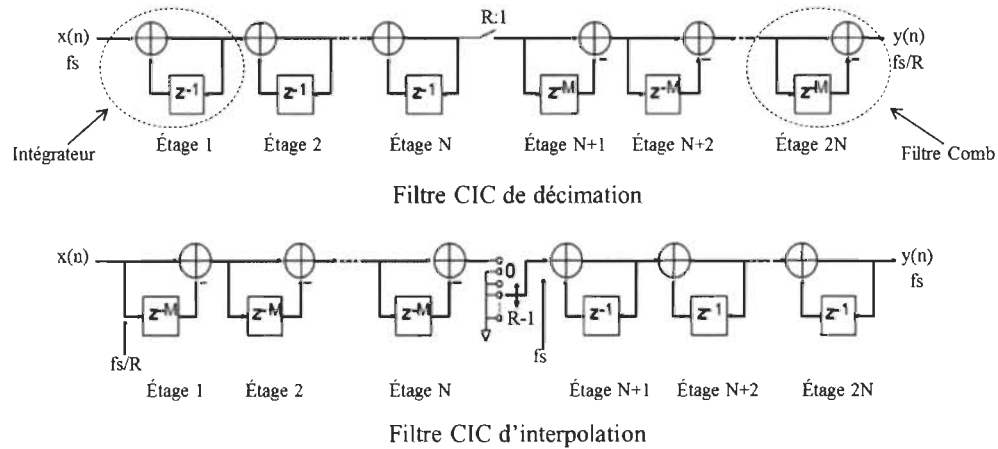 x(n)
fs
R:1
y(n)
fs/R
z-1
z-1
z-1
z-M
z-M
z-M
Intégrateur
Étage 1
Étage 2
Étage N
Étage N+1
Étage N+2
Étage 2N
Filtre Comb
Filtre CIC de décimation
x(n)
0
R-1
y(n)
fs
z-M
z-M
z-M
z-1
z-1
z-1
fs/R
fs
Étage 1
Étage 2
Étage N
Étage N+1
Étage N+2
Étage 2N
Filtre CIC d'interpolation